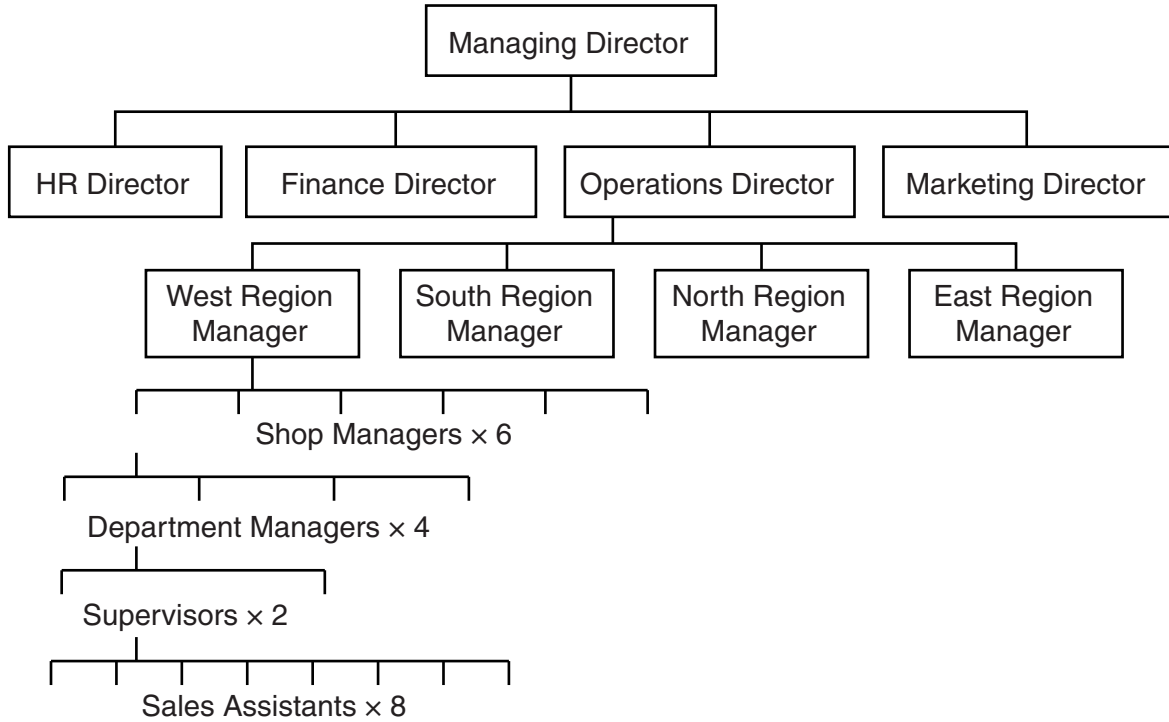 Managing Director
HR Director
Finance Director
Operations Director
Marketing Director
West Region
Manager
South Region
Manager
North Region
Manager
East Region
Manager
Shop Managers × 6
Department Managers × 4
Supervisors × 2
Sales Assistants × 8